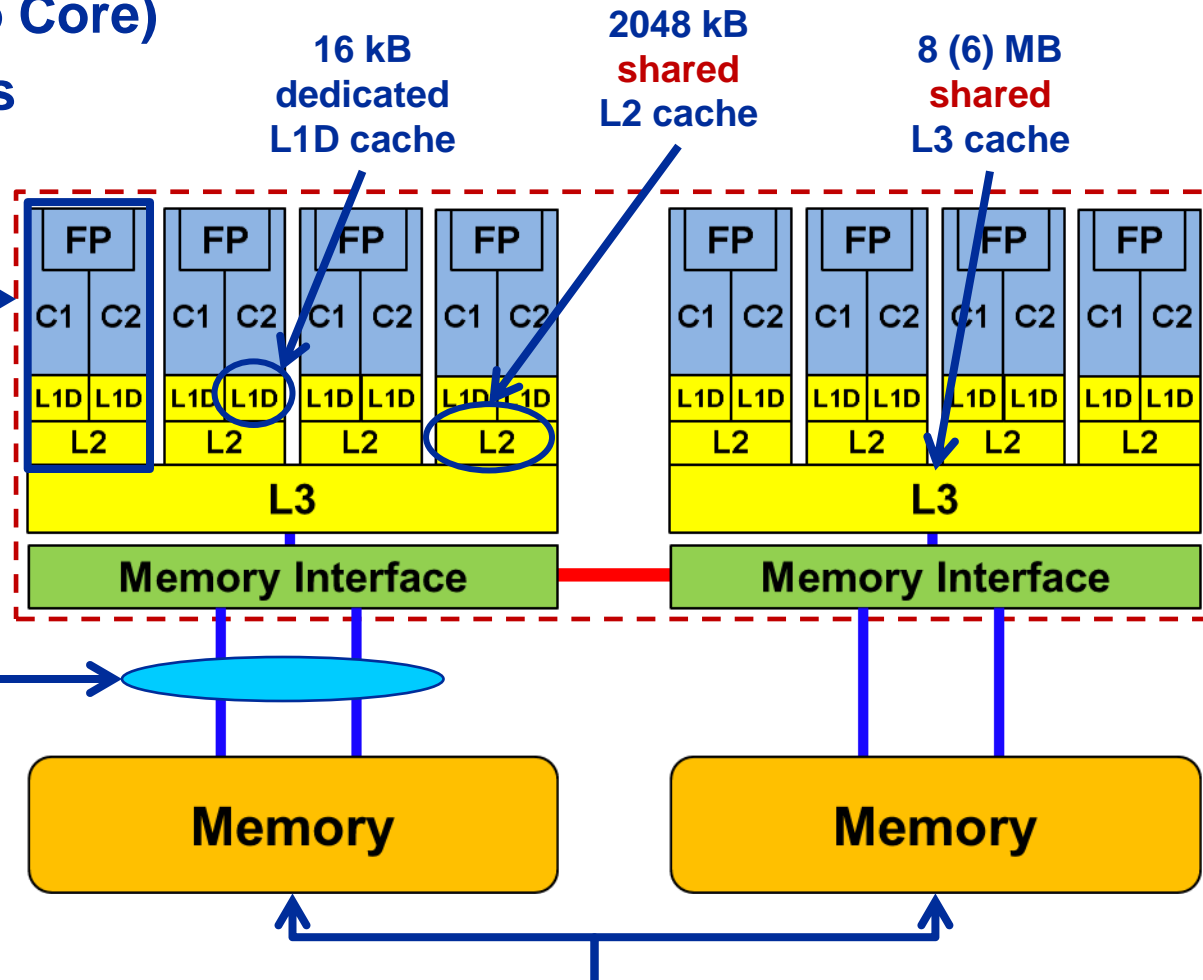 Core)
s
16 kB
dedicated
L1D cache
2048 kB
shared
L2 cache
8 (6) MB
shared
L3 cache
FP FP FP FP FP FP FP FP
C1 C2 C1 C2 C1 C2 C1 C2 C1 C2 C1 C2 C1 C2 C1 C2
L1D L1D L1D L1D L1D L1D L1D L1D L1D L1D L1D L1D L1D L1D L1D L1D
L2 L2 L2 L2 L2 L2 L2 L2
L3 L3
Memory Interface Memory Interface
Memory Memory